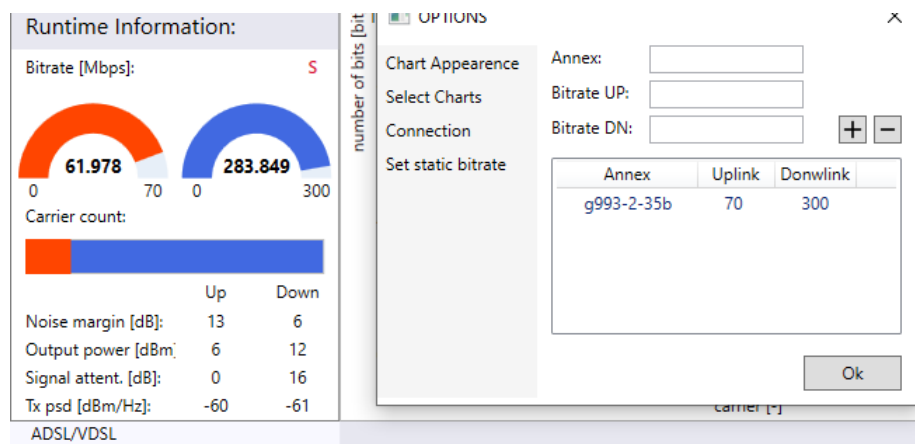 Runtime Information:
Bitrate [Mbps]: S
61.978 283.849
0 70 0 300
Carrier count:
Up Down
Noise margin [dB]: 13 6
Output power [dBm] 6 12
Signal attent. [dB]: 0 16
Tx psd [dBm/Hz]: -60 -61
ADSL/VDSL
number of bits [bit
OPTIONS
Chart Appearence
Select Charts
Connection
Set static bitrate
Annex:
Bitrate UP:
Bitrate DN:
+ −
Annex Uplink Donwlink
g993-2-35b 70 300
Ok
carrier [-]